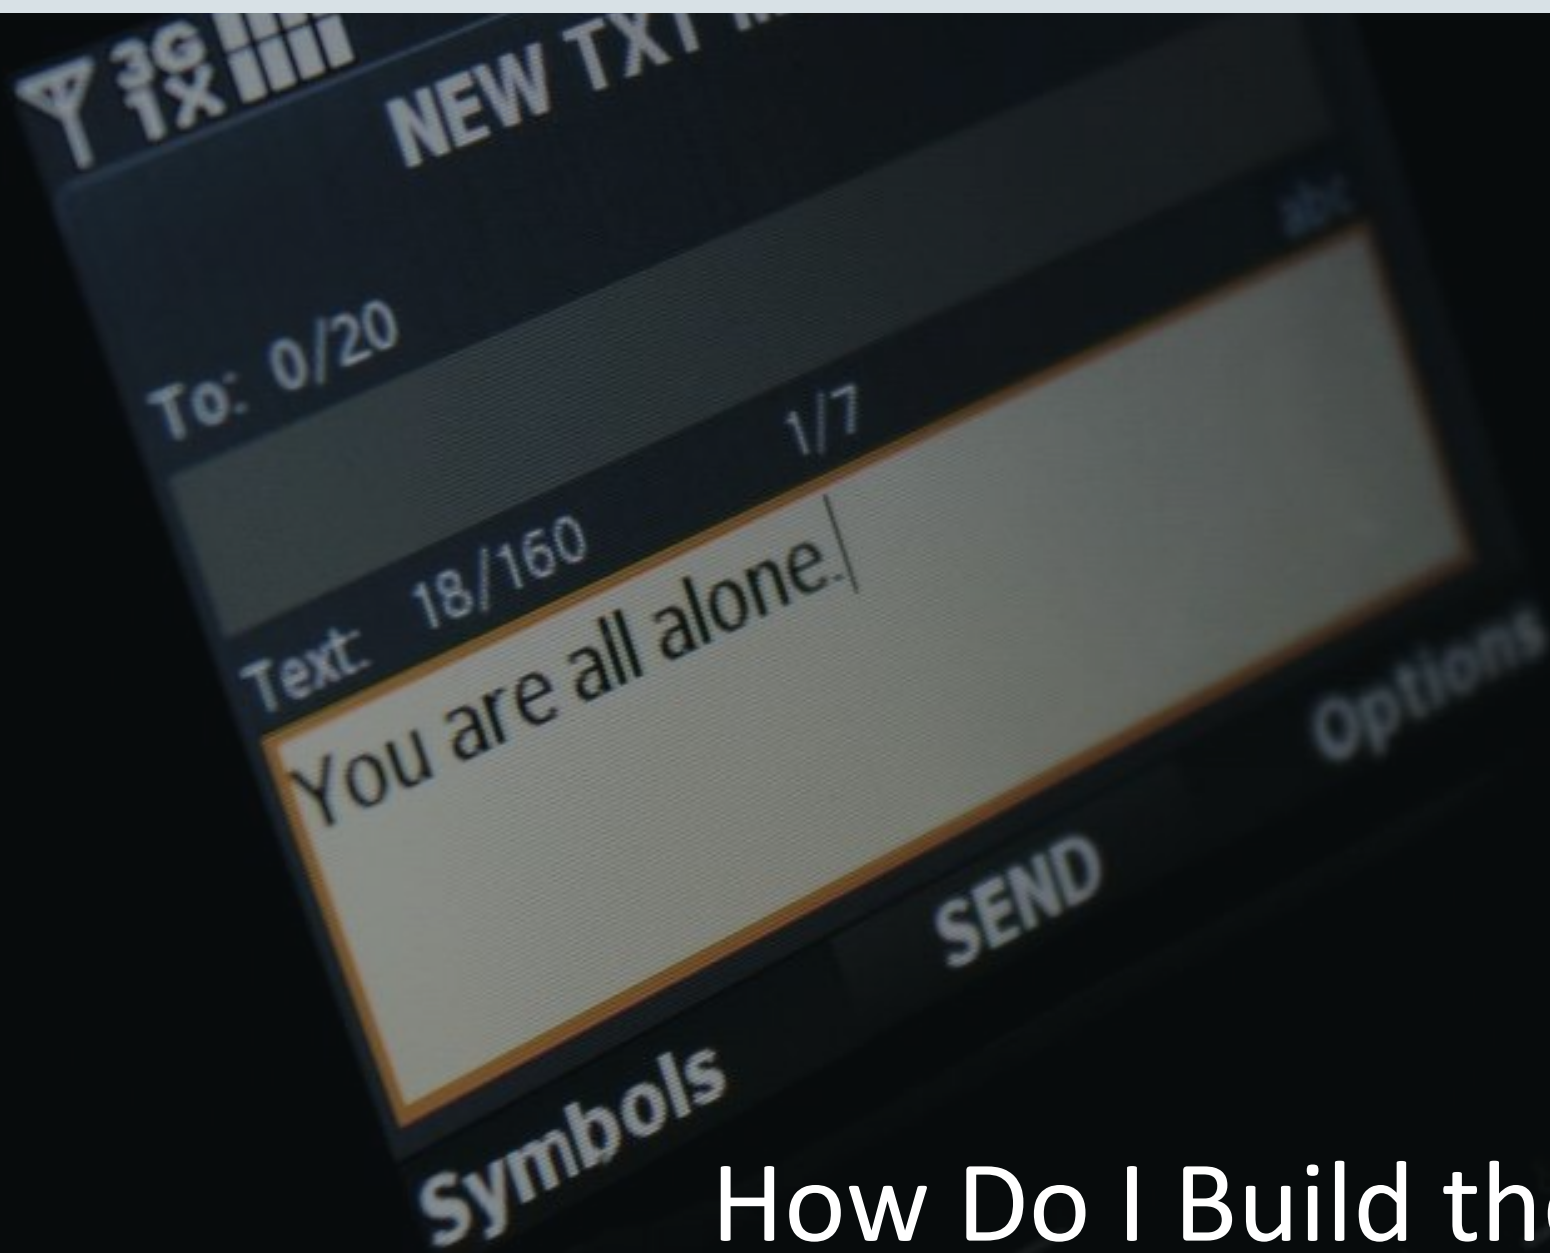 3G
1X
NEW TXT
abc
To: 0/20
1/7
Text: 18/160
You are all alone.
Options
SEND
Symbols
How Do I Build